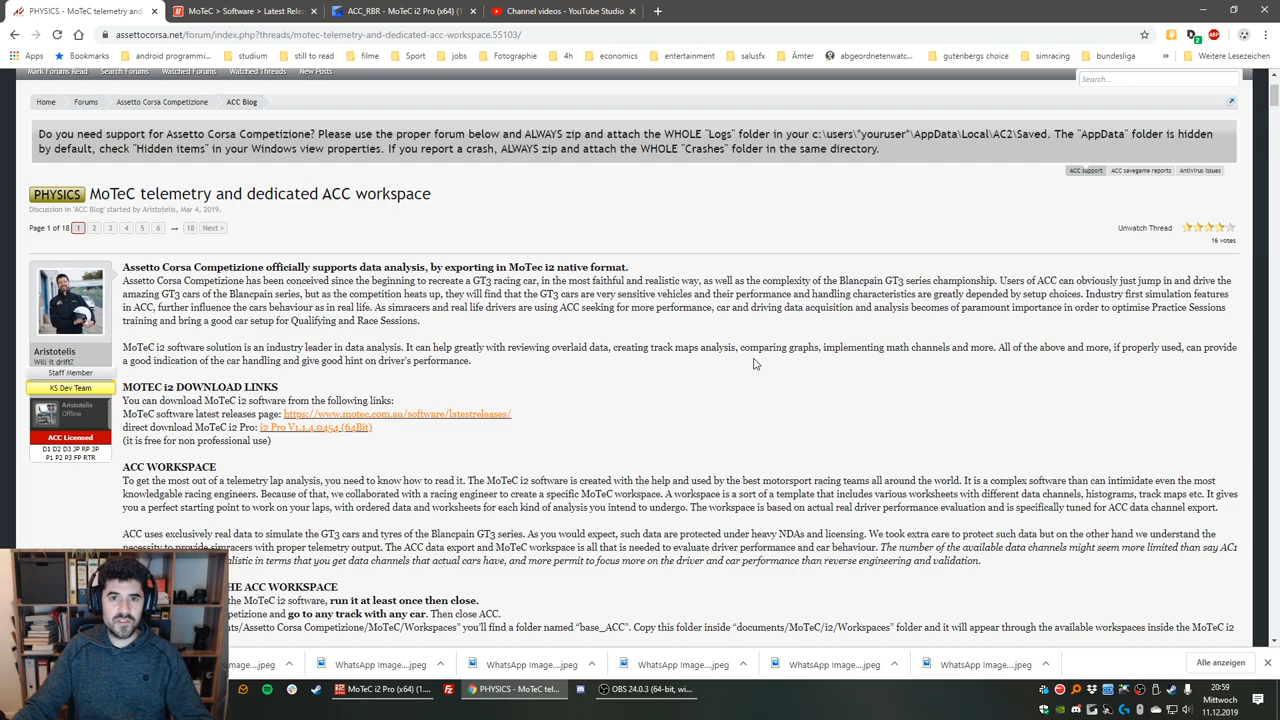 PHYSICS - MoTeC telemetry an
MoTeC > Software > Latest Relea
ACC_RBR - MoTeC i2 Pro (x64) (1
Channel videos - YouTube Studio
assettocorsa.net/forum/index.php?threads/motec-telemetry-and-dedicated-acc-workspace.55103/
Apps
Bookmarks
android programmi...
studium
still to read
filme
Sport
jobs
Fotographie
4h
economics
entertainment
salusfx
Ämter
abgeordnetenwatc...
gutenbergs choice
simracing
bundesliga
»
Weitere Lesezeichen
Mark Forums Read
Search Forums
Watched Forums
Watched Threads
New Posts
Search...
Home
Forums
Assetto Corsa Competizione
ACC Blog
Do you need support for Assetto Corsa Competizione? Please use the proper forum below and ALWAYS zip and attach the WHOLE "Logs" folder in your c:\users\*youruser*\AppData\Local\AC2\Saved. The "AppData" folder is hidden
by default, check "Hidden items" in your Windows view properties. If you report a crash, ALWAYS zip and attach the WHOLE "Crashes" folder in the same directory.
ACC support
ACC savegame reports
Antivirus issues
PHYSICS MoTeC telemetry and dedicated ACC workspace
Discussion in 'ACC Blog' started by Aristotelis, Mar 4, 2019.
Page 1 of 18 1 2 3 4 5 6 → 18 Next >
Unwatch Thread
16 votes
Assetto Corsa Competizione officially supports data analysis, by exporting in MoTec i2 native format.
Assetto Corsa Competizione has been conceived since the beginning to recreate a GT3 racing car, in the most faithful and realistic way, as well as the complexity of the Blancpain GT3 series championship. Users of ACC can obviously just jump in and drive the
amazing GT3 cars of the Blancpain series, but as the competition heats up, they will find that the GT3 cars are very sensitive vehicles and their performance and handling characteristics are greatly depended by setup choices. Industry first simulation features
in ACC, further influence the cars behaviour as in real life. As simracers and real life drivers are using ACC seeking for more performance, car and driving data acquisition and analysis becomes of paramount importance in order to optimise Practice Sessions
training and bring a good car setup for Qualifying and Race Sessions.
MoTeC i2 software solution is an industry leader in data analysis. It can help greatly with reviewing overlaid data, creating track maps analysis, comparing graphs, implementing math channels and more. All of the above and more, if properly used, can provide
a good indication of the car handling and give good hint on driver's performance.
Aristotelis
Will it drift?
Staff Member
KS Dev Team
Aristotelis
Offline
ACC Licensed
D1 D2 D3 JP RP 3P
P1 P2 P3 FP RTR
MOTEC i2 DOWNLOAD LINKS
You can download MoTeC i2 software from the following links:
MoTeC software latest releases page: https://www.motec.com.au/software/latestreleases/
direct download MoTeC i2 Pro: i2 Pro V1.1.4.0454 (64Bit)
(it is free for non professional use)
ACC WORKSPACE
To get the most out of a telemetry lap analysis, you need to know how to read it. The MoTeC i2 software is created with the help and used by the best motorsport racing teams all around the world. It is a complex software than can intimidate even the most
knowledgable racing engineers. Because of that, we collaborated with a racing engineer to create a specific MoTeC workspace. A workspace is a sort of a template that includes various worksheets with different data channels, histograms, track maps etc. It gives
you a perfect starting point to work on your laps, with ordered data and worksheets for each kind of analysis you intend to undergo. The workspace is based on actual real driver performance evaluation and is specifically tuned for ACC data channel export.
ACC uses exclusively real data to simulate the GT3 cars and tyres of the Blancpain GT3 series. As you would expect, such data are protected under heavy NDAs and licensing. We took extra care to protect such data but on the other hand we understand the
necessity to provide simracers with proper telemetry output. The ACC data export and MoTeC workspace is all that is needed to evaluate driver performance and car behaviour. The number of the available data channels might seem more limited than say AC1
alistic in terms that you get data channels that actual cars have, and more permit to focus more on the driver and car performance than reverse engineering and validation.
HE ACC WORKSPACE
the MoTeC i2 software, run it at least once then close.
petizione and go to any track with any car. Then close ACC.
nts/Assetto Corsa Competizione/MoTeC/Workspaces" you'll find a folder named "base_ACC". Copy this folder inside "documents/MoTeC/i2/Workspaces" folder and it will appear through the available workspaces inside the MoTeC i2
mage....jpeg
WhatsApp Image....jpeg
WhatsApp Image....jpeg
WhatsApp Image....jpeg
WhatsApp Image....jpeg
WhatsApp Image....jpeg
Alle anzeigen
MoTeC i2 Pro (x64) (1....
PHYSICS - MoTeC tel...
OBS 24.0.3 (64-bit, wi...
20:59
Mittwoch
11.12.2019